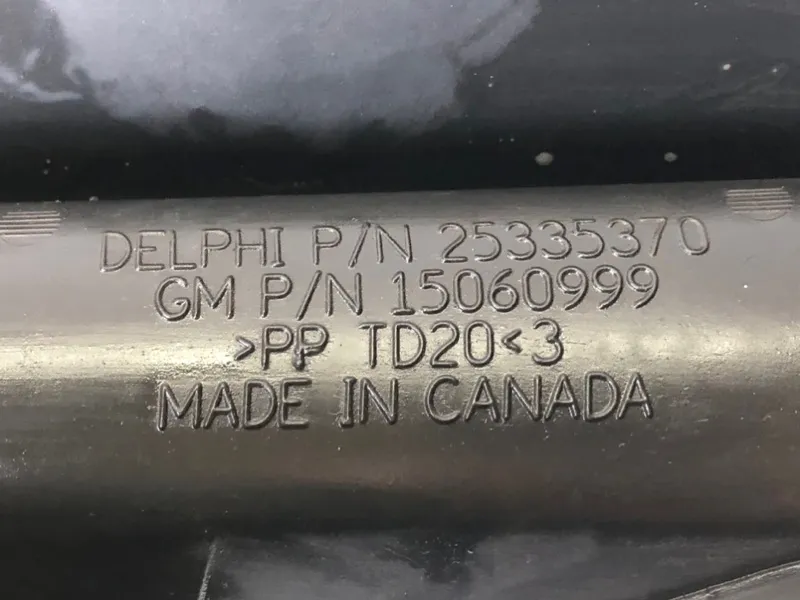 DELPHI P/N 25335370
GM P/N 15060999
>PP TD20<3
MADE IN CANADA